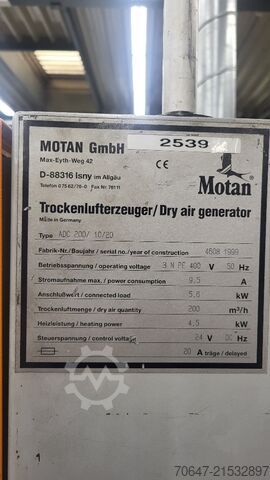 MOTAN GmbH
2539
Max-Eyth-Weg 42
D-88316 Isny im Allgäu
Telefon 0 75 62/76-0 Fax Nr 76111
CE
Motan
Trockenlufterzeuger/Dry air generator
Made in Germany
Type ADC 200/10/20
Fabrik-Nr./Baujahr / serial no./year of construction 4608 1999
Betriebsspannung / operating voltage 3 N PE 400 V 50 Hz
Stromaufnahme max. / power consumption 9.5 A
Anschlußwert / connected load 5.6 kW
Trockenluftmenge / dry air quantity 200 m³/h
Heizleistung / heating power 4.5 kW
Steuerspannung / control voltage 24 V DC Hz
20 A träge / delayed
70647-21532897